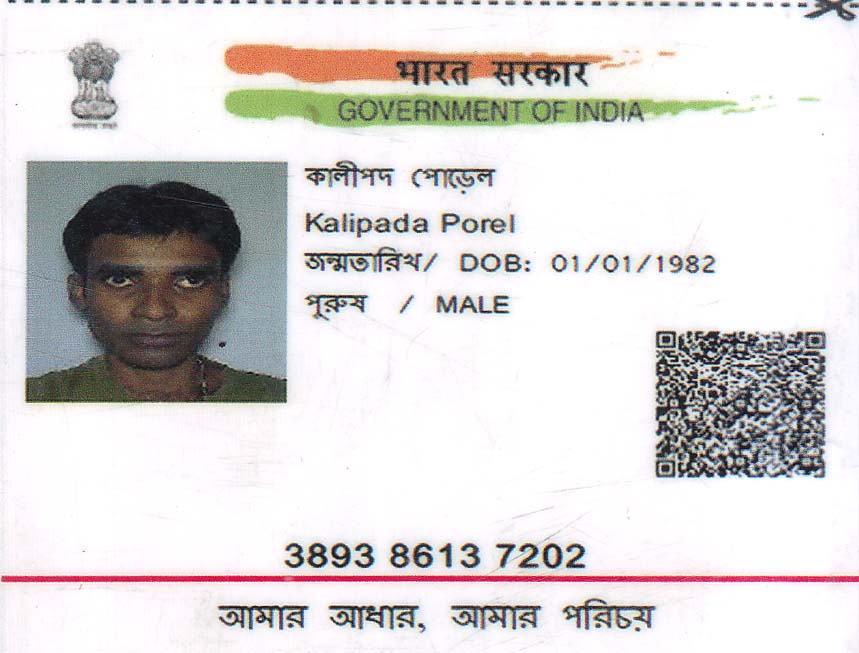 भारत सरकार
GOVERNMENT OF INDIA
কালীপদ পোড়েল
Kalipada Porel
জন্মতারিখ/ DOB: 01/01/1982
পুরুষ / MALE
3893 8613 7202
আমার আধার, আমার পরিচয়